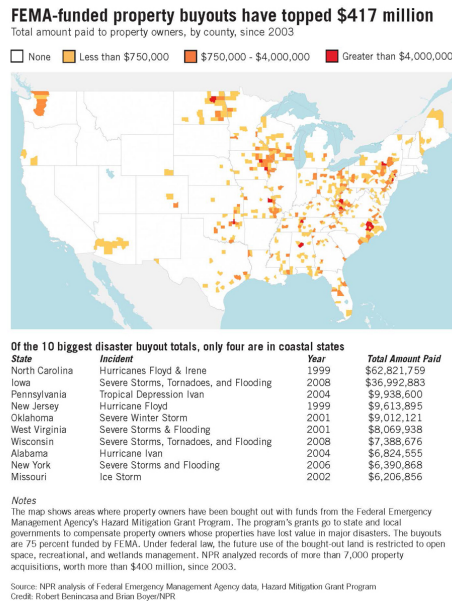 FEMA-funded property buyouts have topped $417 million
Total amount paid to property owners, by county, since 2003
None Less than $750,000 $750,000 - $4,000,000 Greater than $4,000,000
Of the 10 biggest disaster buyout totals, only four are in coastal states
State Incident Year Total Amount Paid
North Carolina Hurricanes Floyd & Irene 1999 $62,821,759
Iowa Severe Storms, Tornadoes, and Flooding 2008 $36,992,883
Pennsylvania Tropical Depression Ivan 2004 $9,938,600
New Jersey Hurricane Floyd 1999 $9,613,895
Oklahoma Severe Winter Storm 2001 $9,012,121
West Virginia Severe Storms & Flooding 2001 $8,069,938
Wisconsin Severe Storms, Tornadoes, and Flooding 2008 $7,388,676
Alabama Hurricane Ivan 2004 $6,824,555
New York Severe Storms and Flooding 2006 $6,390,868
Missouri Ice Storm 2002 $6,206,856
Notes
The map shows areas where property owners have been bought out with funds from the Federal Emergency
Management Agency's Hazard Mitigation Grant Program. The program's grants go to state and local
governments to compensate property owners whose properties have lost value in major disasters. The buyouts
are 75 percent funded by FEMA. Under federal law, the future use of the bought-out land is restricted to open
space, recreational, and wetlands management. NPR analyzed records of more than 7,000 property
acquisitions, worth more than $400 million, since 2003.
Source: NPR analysis of Federal Emergency Management Agency data, Hazard Mitigation Grant Program
Credit: Robert Benincasa and Brian Boyer/NPR